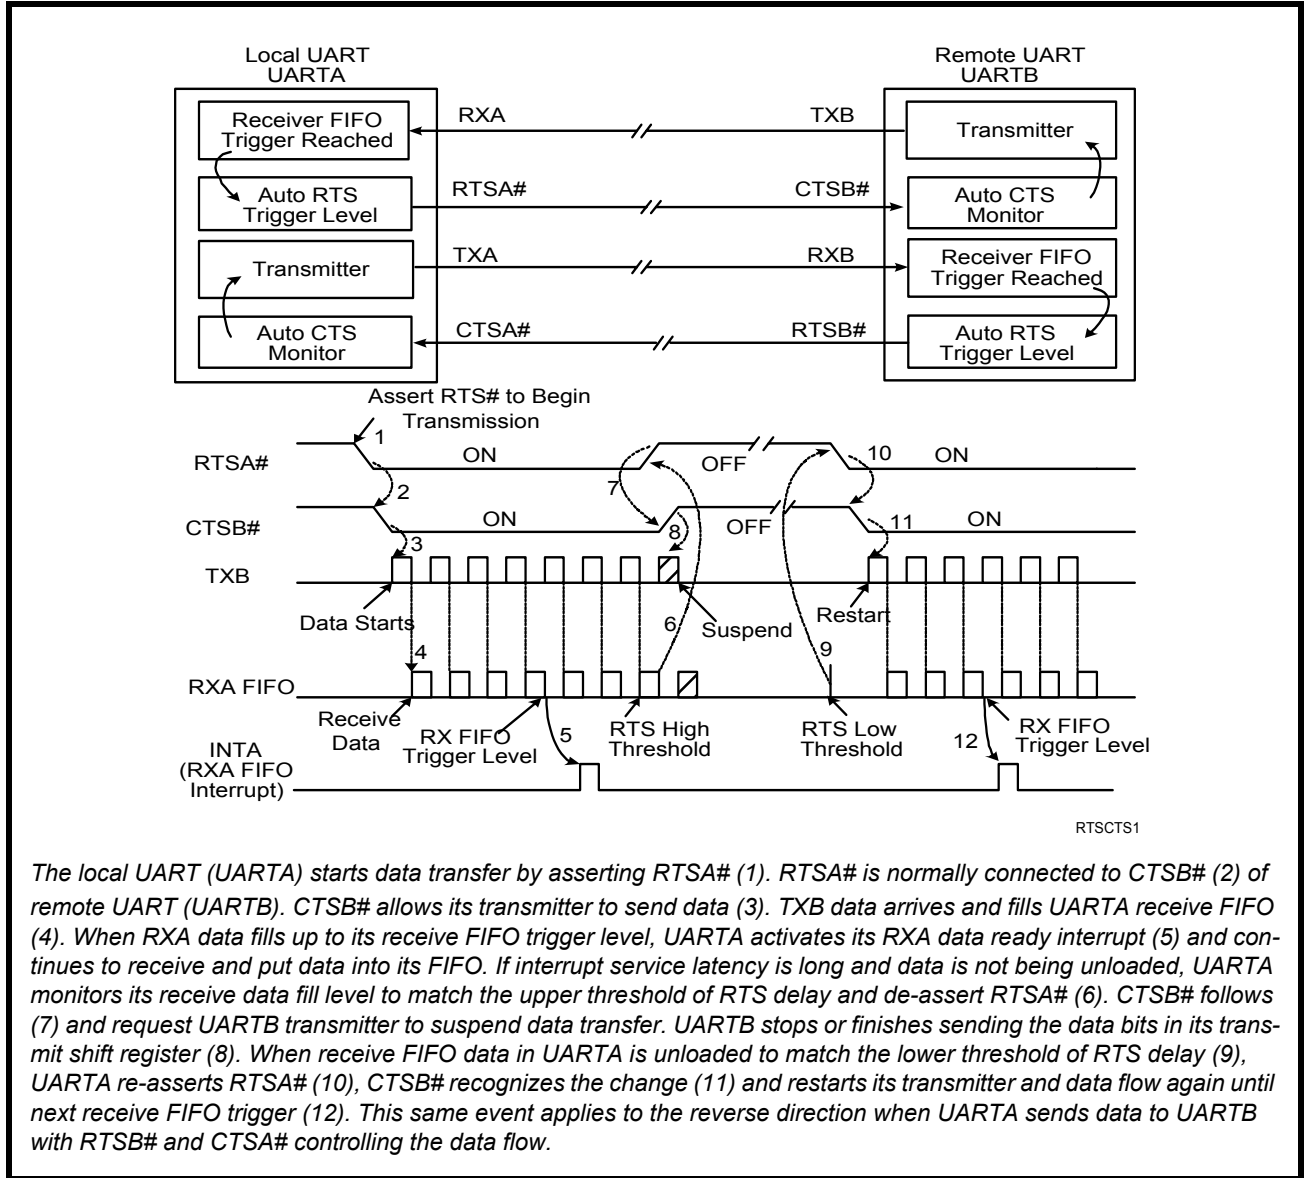 Local UART
UARTA
Remote UART
UARTB
Receiver FIFO
Trigger Reached
RXA
TXB
Transmitter
Auto RTS
Trigger Level
RTSA#
CTSB#
Auto CTS
Monitor
Transmitter
TXA
RXB
Receiver FIFO
Trigger Reached
Auto CTS
Monitor
CTSA#
RTSB#
Auto RTS
Trigger Level
Assert RTS# to Begin
Transmission
1
RTSA#
ON
OFF
10
ON
2
7
CTSB#
ON
8
OFF
11
ON
3
TXB
Data Starts
6
Suspend
Restart
4
9
RXA FIFO
Receive
Data
RX FIFO
Trigger Level
5
RTS High
Threshold
RTS Low
Threshold
12
RX FIFO
Trigger Level
INTA
(RXA FIFO
Interrupt)
RTSCTS1
The local UART (UARTA) starts data transfer by asserting RTSA# (1). RTSA# is normally connected to CTSB# (2) of
remote UART (UARTB). CTSB# allows its transmitter to send data (3). TXB data arrives and fills UARTA receive FIFO
(4). When RXA data fills up to its receive FIFO trigger level, UARTA activates its RXA data ready interrupt (5) and con-
tinues to receive and put data into its FIFO. If interrupt service latency is long and data is not being unloaded, UARTA
monitors its receive data fill level to match the upper threshold of RTS delay and de-assert RTSA# (6). CTSB# follows
(7) and request UARTB transmitter to suspend data transfer. UARTB stops or finishes sending the data bits in its trans-
mit shift register (8). When receive FIFO data in UARTA is unloaded to match the lower threshold of RTS delay (9),
UARTA re-asserts RTSA# (10), CTSB# recognizes the change (11) and restarts its transmitter and data flow again until
next receive FIFO trigger (12). This same event applies to the reverse direction when UARTA sends data to UARTB
with RTSB# and CTSA# controlling the data flow.